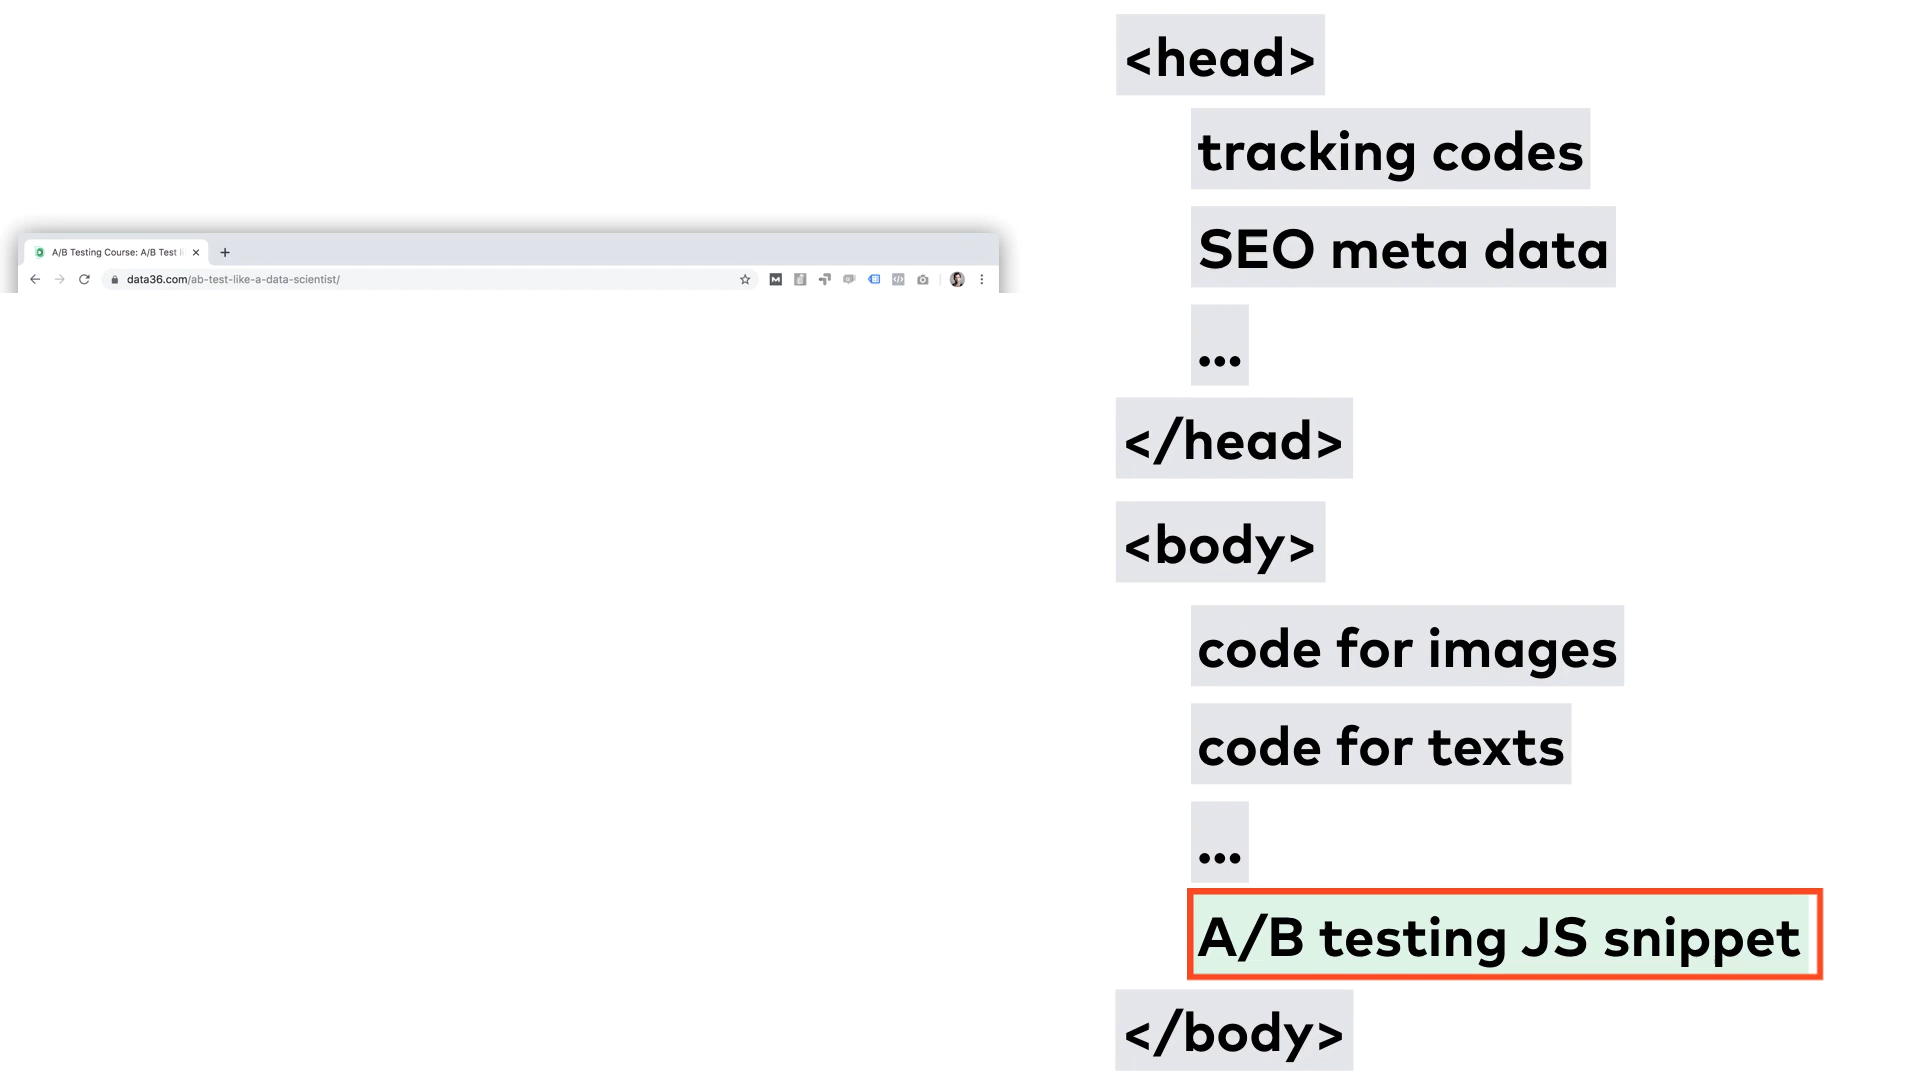 A/B Testing Course: A/B Test li
data36.com/ab-test-like-a-data-scientist/
<head>
tracking codes
SEO meta data
...
</head>
<body>
code for images
code for texts
...
A/B testing JS snippet
</body>